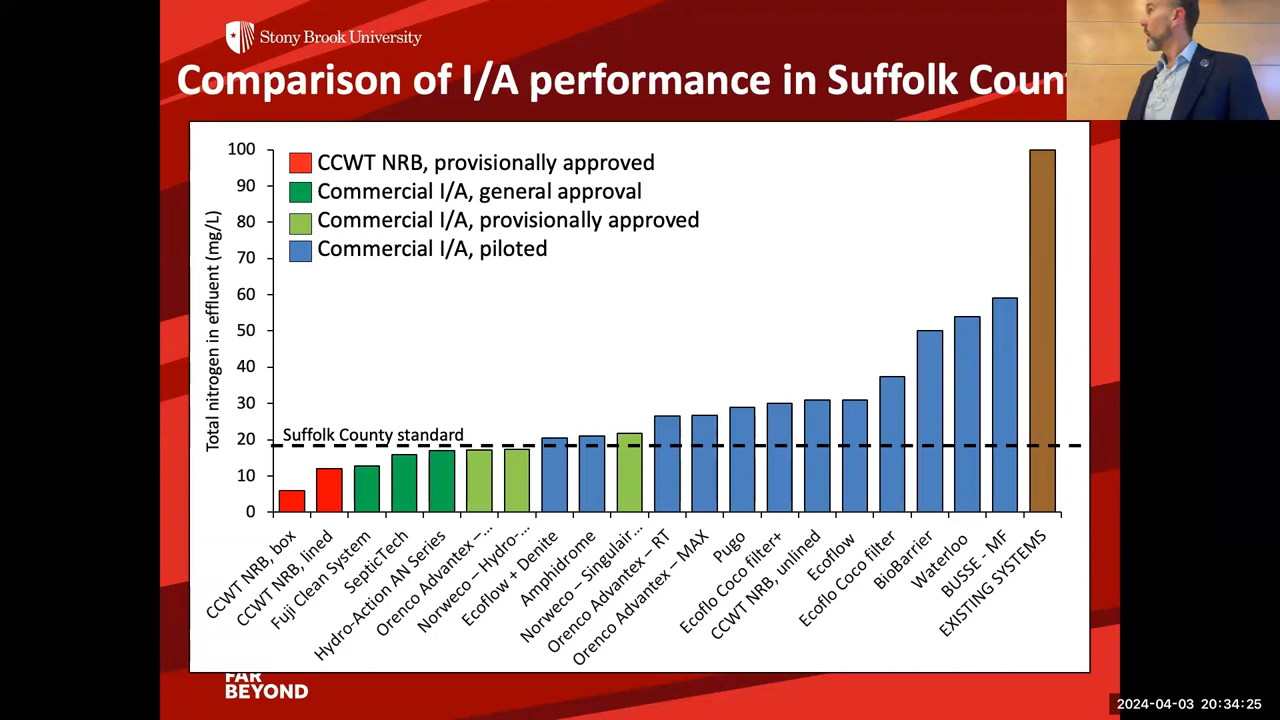 Stony Brook University
Comparison of I/A performance in Suffolk Coun
100
90
80
70
60
50
40
30
20
10
0
Total nitrogen in effluent (mg/L)
CCWT NRB, provisionally approved
Commercial I/A, general approval
Commercial I/A, provisionally approved
Commercial I/A, piloted
Suffolk County standard
CCWT NRB, box
CCWT NRB, lined
Fuji Clean System
SepticTech
Hydro-Action AN Series
Orenco Advantex –...
Norweco – Hydro-...
Ecoflow + Denite
Amphidrome
Norweco – Singulair...
Orenco Advantex – RT
Orenco Advantex – MAX
Pugo
Ecoflo Coco filter+
CCWT NRB, unlined
Ecoflow
Ecoflo Coco filter
BioBarrier
Waterloo
BUSSE - MF
EXISTING SYSTEMS
FAR
BEYOND
2024-04-03 20:34:25